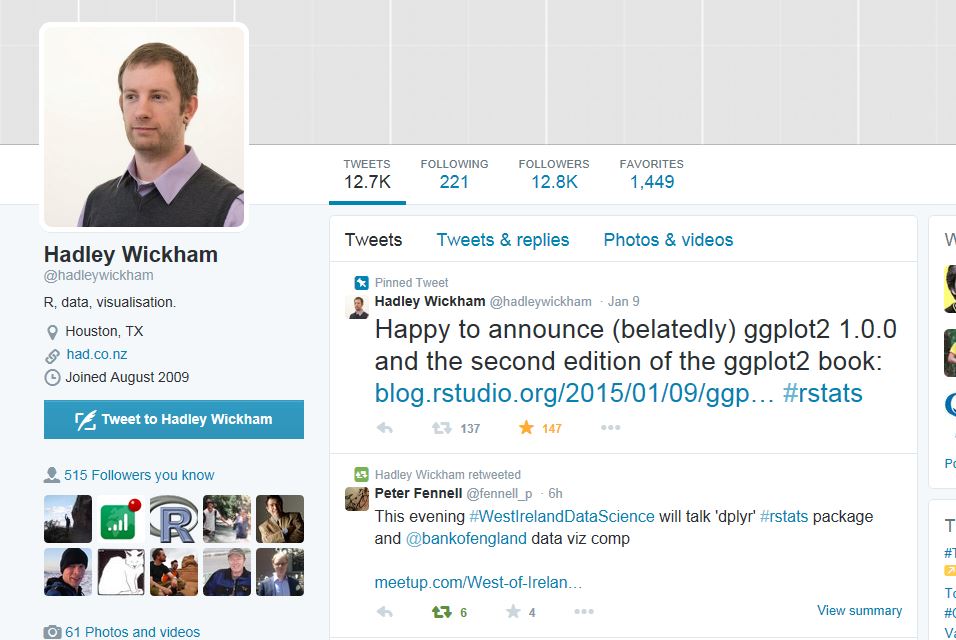 TWEETS FOLLOWING FOLLOWERS FAVORITES
12.7K 221 12.8K 1,449
Hadley Wickham
@hadleywickham
R, data, visualisation.
Houston, TX
had.co.nz
Joined August 2009
Tweet to Hadley Wickham
515 Followers you know
R
61 Photos and videos
Tweets Tweets & replies Photos & videos
Pinned Tweet
Hadley Wickham @hadleywickham · Jan 9
Happy to announce (belatedly) ggplot2 1.0.0
and the second edition of the ggplot2 book:
blog.rstudio.org/2015/01/09/ggp… #rstats
137 147
Hadley Wickham retweeted
Peter Fennell @fennell_p · 6h
This evening #WestIrelandDataScience will talk 'dplyr' #rstats package
and @bankofengland data viz comp
meetup.com/West-of-Irelan…
6 4
View summary